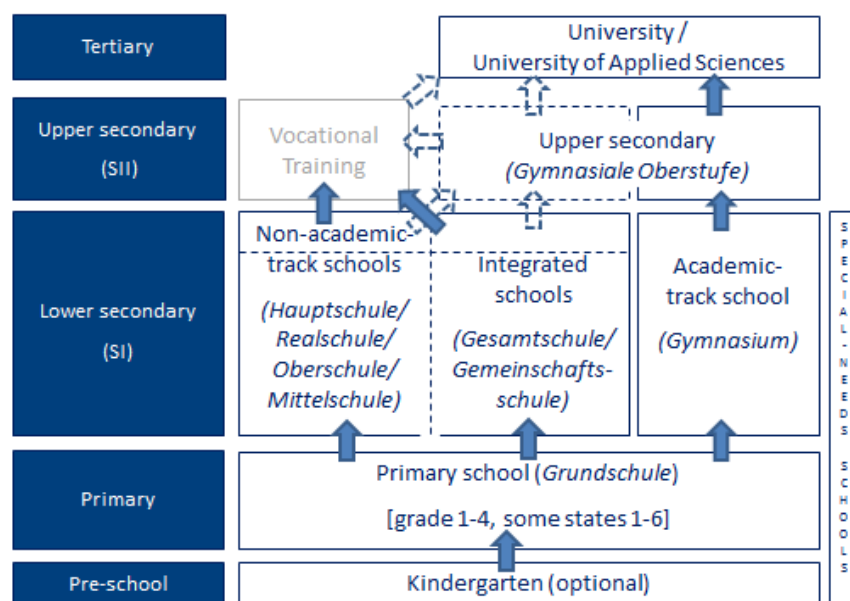 Tertiary
University /
University of Applied Sciences
Upper secondary
(SII)
Vocational
Training
Upper secondary
(Gymnasiale Oberstufe)
Lower secondary
(SI)
Non-academic-
track schools
(Hauptschule/
Realschule/
Oberschule/
Mittelschule)
Integrated
schools
(Gesamtschule/
Gemeinschafts-
schule)
Academic-
track school
(Gymnasium)
SPECIAL-NEEDS SCHOOLS
Primary
Primary school (Grundschule)
[grade 1-4, some states 1-6]
Pre-school
Kindergarten (optional)